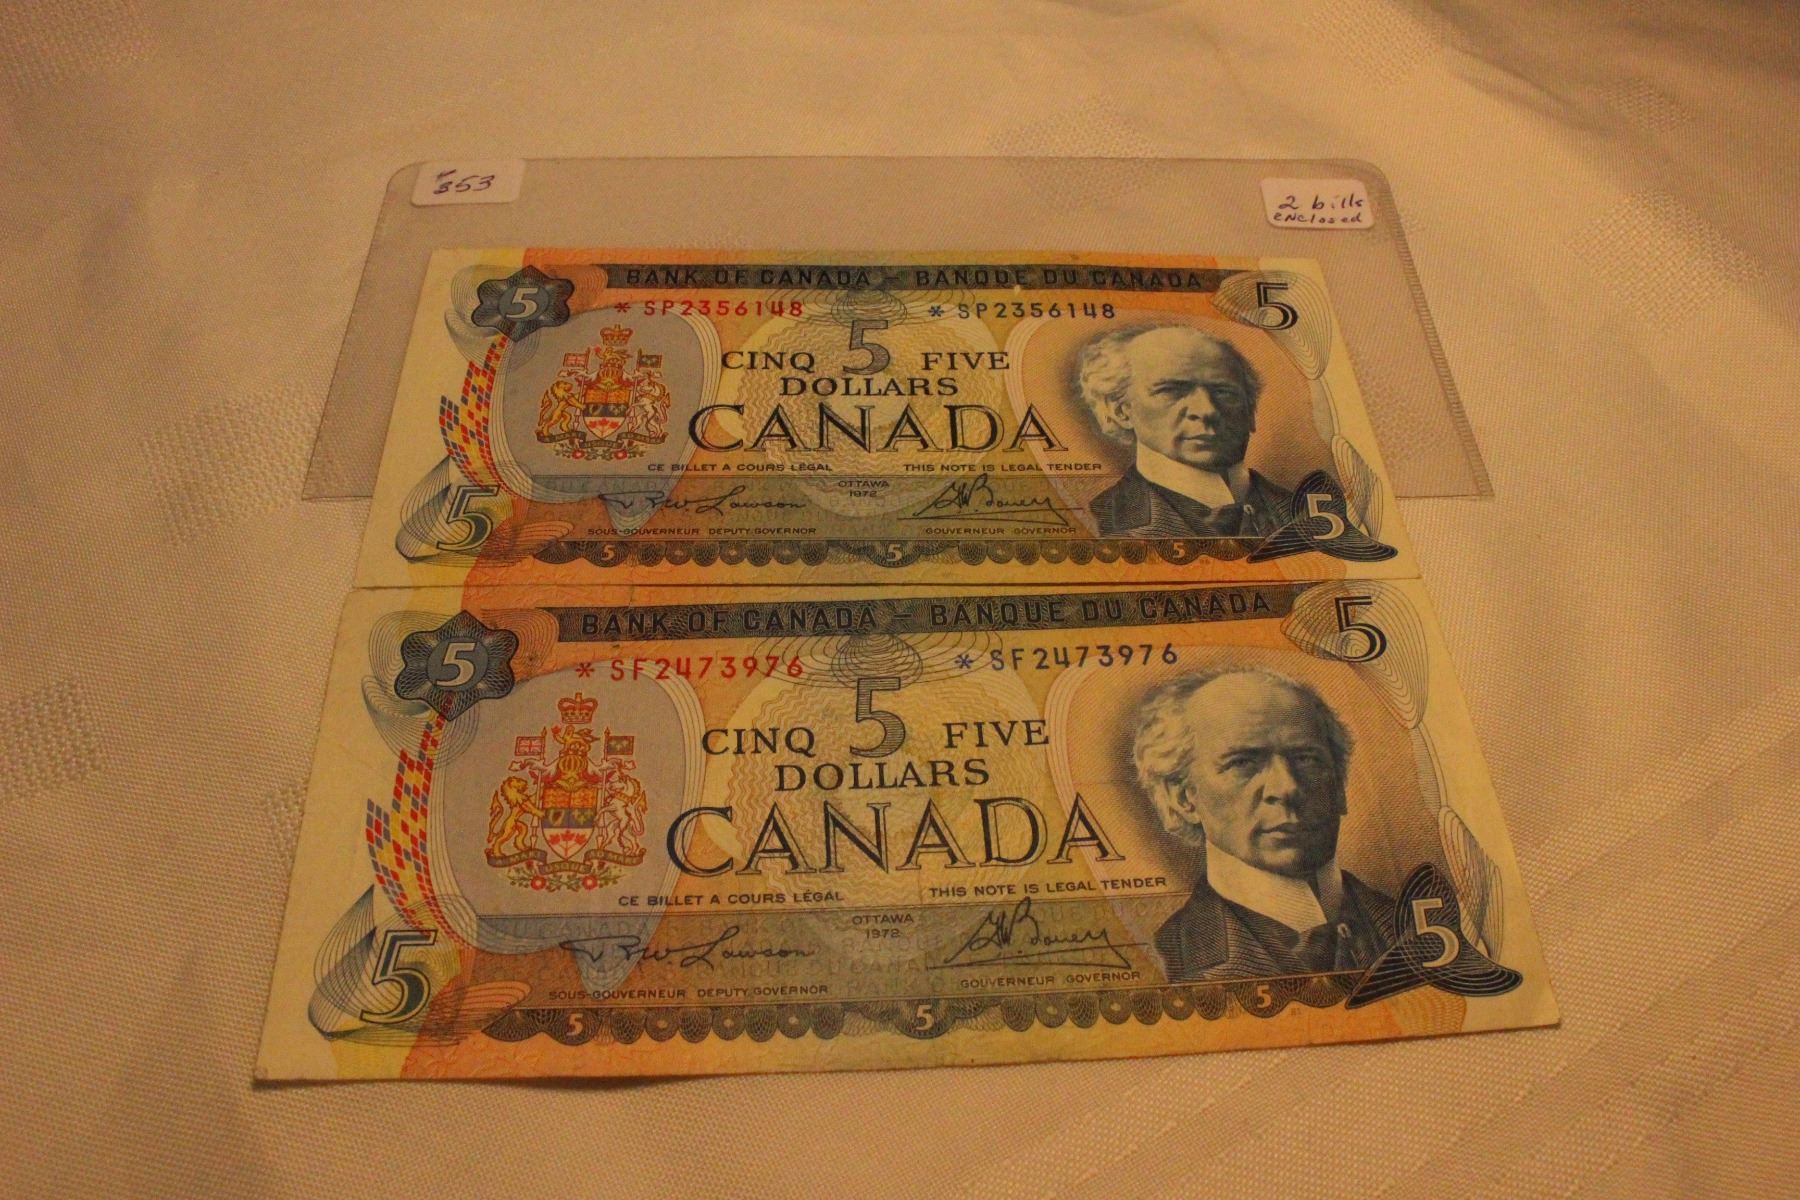 # 353
2 bills
enclosed
BANK OF CANADA – BANQUE DU CANADA
5 5
* SP2356148 * SP2356148
CINQ 5 FIVE
DOLLARS
CANADA
CE BILLET A COURS LÉGAL THIS NOTE IS LEGAL TENDER
OTTAWA
1972
5 5
SOUS-GOUVERNEUR DEPUTY-GOVERNOR GOUVERNEUR GOVERNOR
5 5 5
BANK OF CANADA – BANQUE DU CANADA
5 5
* SF2473976 * SF2473976
CINQ 5 FIVE
DOLLARS
CANADA
CE BILLET A COURS LÉGAL THIS NOTE IS LEGAL TENDER
OTTAWA
1972
5 5
SOUS-GOUVERNEUR DEPUTY GOVERNOR GOUVERNEUR GOVERNOR
5 5 5